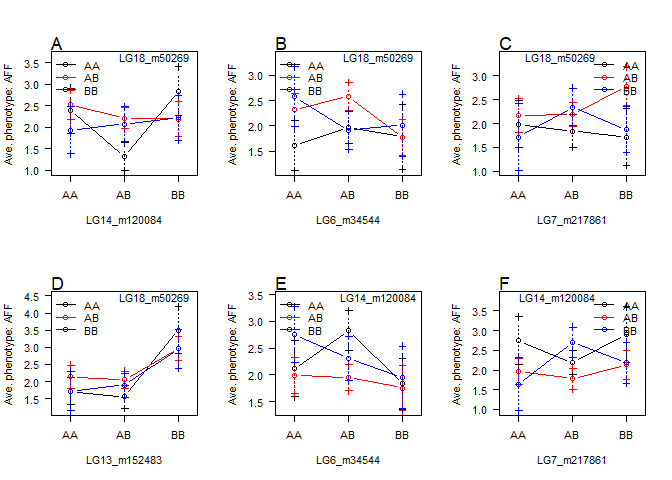 A
LG18_m50269
AA
AB
BB
Ave. phenotype: AFF
3.5
3.0
2.5
2.0
1.5
1.0
AA AB BB
LG14_m120084
B
LG18_m50269
AA
AB
BB
Ave. phenotype: AFF
3.0
2.5
2.0
1.5
AA AB BB
LG6_m34544
C
LG18_m50269
AA
AB
BB
Ave. phenotype: AFF
3.0
2.5
2.0
1.5
1.0
AA AB BB
LG7_m217861
D
LG18_m50269
AA
AB
BB
Ave. phenotype: AFF
4.5
4.0
3.5
3.0
2.5
2.0
1.5
AA AB BB
LG13_m152483
E
LG14_m120084
AA
AB
BB
Ave. phenotype: AFF
3.5
3.0
2.5
2.0
1.5
AA AB BB
LG6_m34544
F
LG14_m120084
AA
AB
BB
Ave. phenotype: AFF
3.5
3.0
2.5
2.0
1.5
1.0
AA AB BB
LG7_m217861